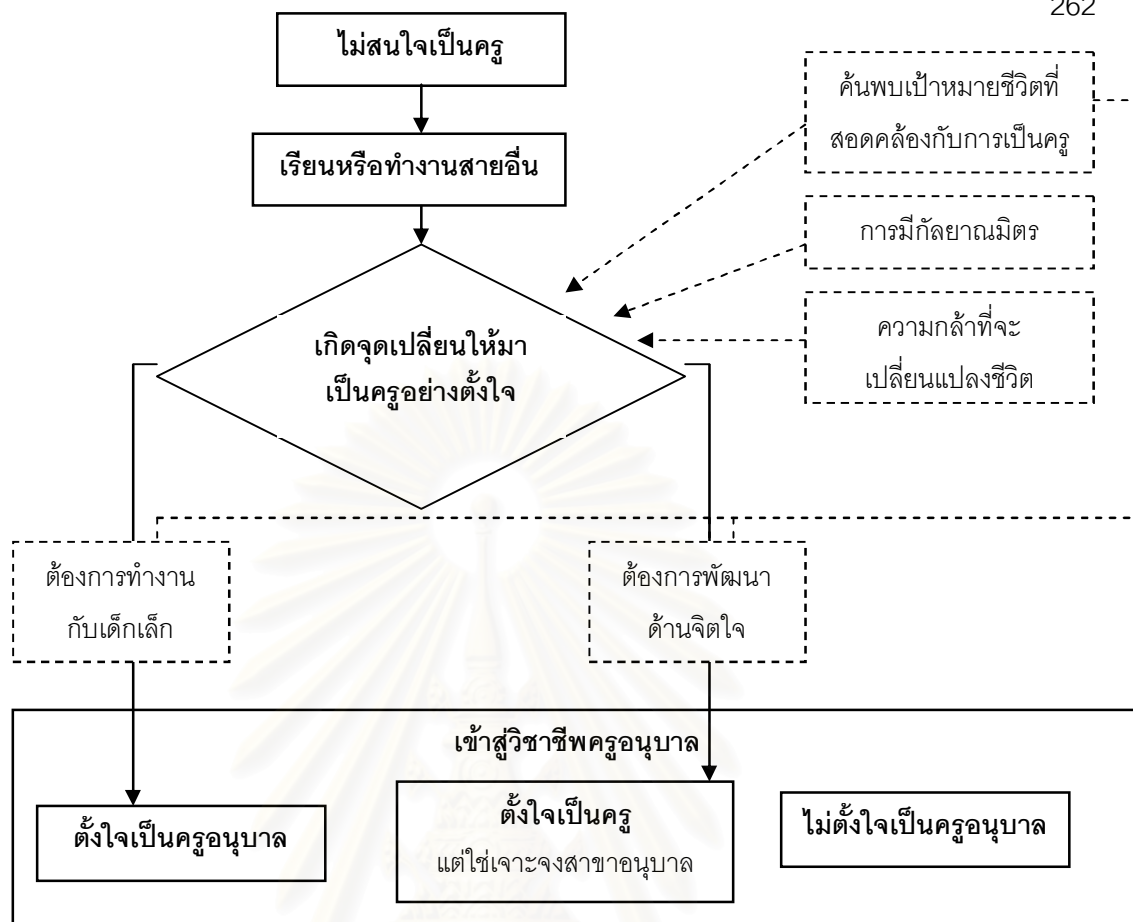 262
ไม่สนใจเป็นครู
ค้นพบเป้าหมายชีวิตที่
สอดคล้องกับการเป็นครู
เรียนหรือทำงานสายอื่น
การมีกัลยาณมิตร
ความกล้าที่จะ
เปลี่ยนแปลงชีวิต
เกิดจุดเปลี่ยนให้มา
เป็นครูอย่างตั้งใจ
ต้องการทำงาน
กับเด็กเล็ก
ต้องการพัฒนา
ด้านจิตใจ
เข้าสู่วิชาชีพครูอนุบาล
ตั้งใจเป็นครูอนุบาล
ตั้งใจเป็นครู
แต่ใช่เจาะจงสาขาอนุบาล
ไม่ตั้งใจเป็นครูอนุบาล